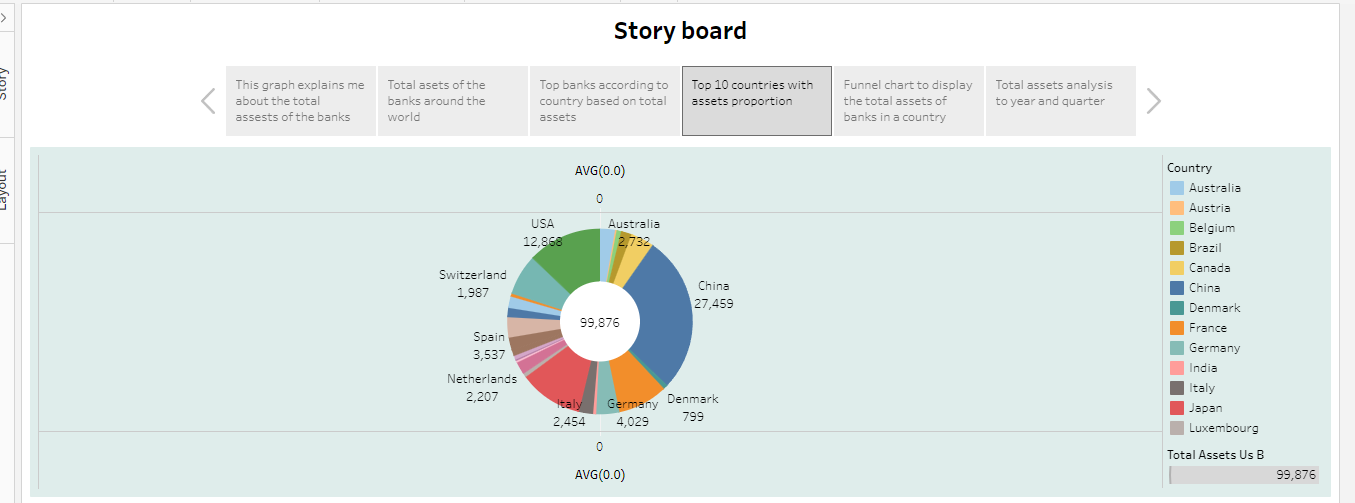 Story board
Story
Layout
This graph explains me
about the total
assests of the banks
Total asets of the
banks around the
world
Top banks according to
country based on total
assets
Top 10 countries with
assets proportion
Funnel chart to display
the total assets of
banks in a country
Total assets analysis
to year and quarter
AVG(0.0)
0
USA
12,868
Australia
2,732
Switzerland
1,987
China
27,459
99,876
Spain
3,537
Netherlands
2,207
Italy
2,454
Germany
4,029
Denmark
799
0
AVG(0.0)
Country
Australia
Austria
Belgium
Brazil
Canada
China
Denmark
France
Germany
India
Italy
Japan
Luxembourg
Total Assets Us B
99,876